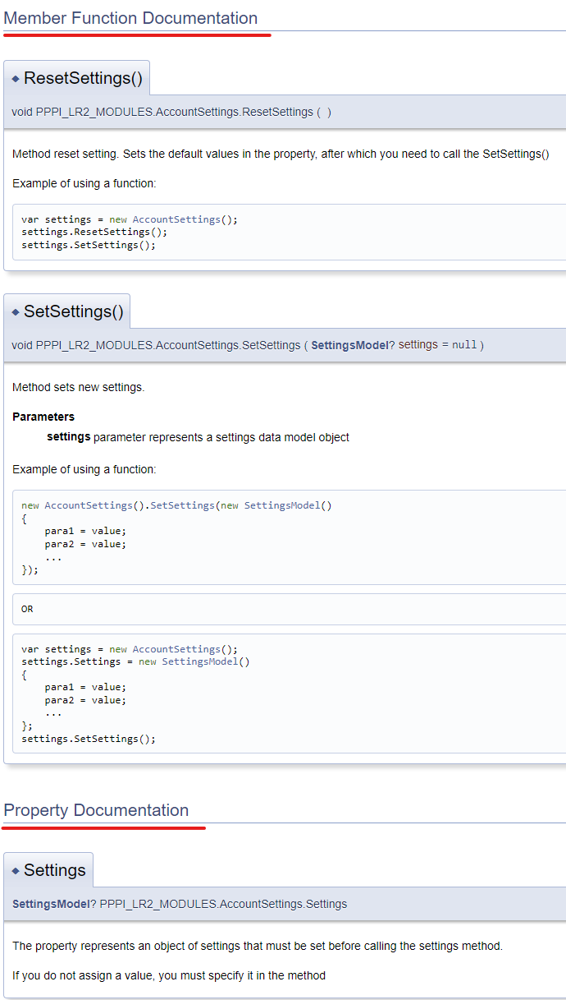 Member Function Documentation
◆ ResetSettings()
void PPPI_LR2_MODULES.AccountSettings.ResetSettings ( )
Method reset setting. Sets the default values in the property, after which you need to call the SetSettings()
Example of using a function:
var settings = new AccountSettings();
settings.ResetSettings();
settings.SetSettings();
◆ SetSettings()
void PPPI_LR2_MODULES.AccountSettings.SetSettings ( SettingsModel? settings = null )
Method sets new settings.
Parameters
settings parameter represents a settings data model object
Example of using a function:
new AccountSettings().SetSettings(new SettingsModel()
{
    para1 = value;
    para2 = value;
    ...
});
OR
var settings = new AccountSettings();
settings.Settings = new SettingsModel()
{
    para1 = value;
    para2 = value;
    ...
};
settings.SetSettings();
Property Documentation
◆ Settings
SettingsModel? PPPI_LR2_MODULES.AccountSettings.Settings
The property represents an object of settings that must be set before calling the settings method.
If you do not assign a value, you must specify it in the method